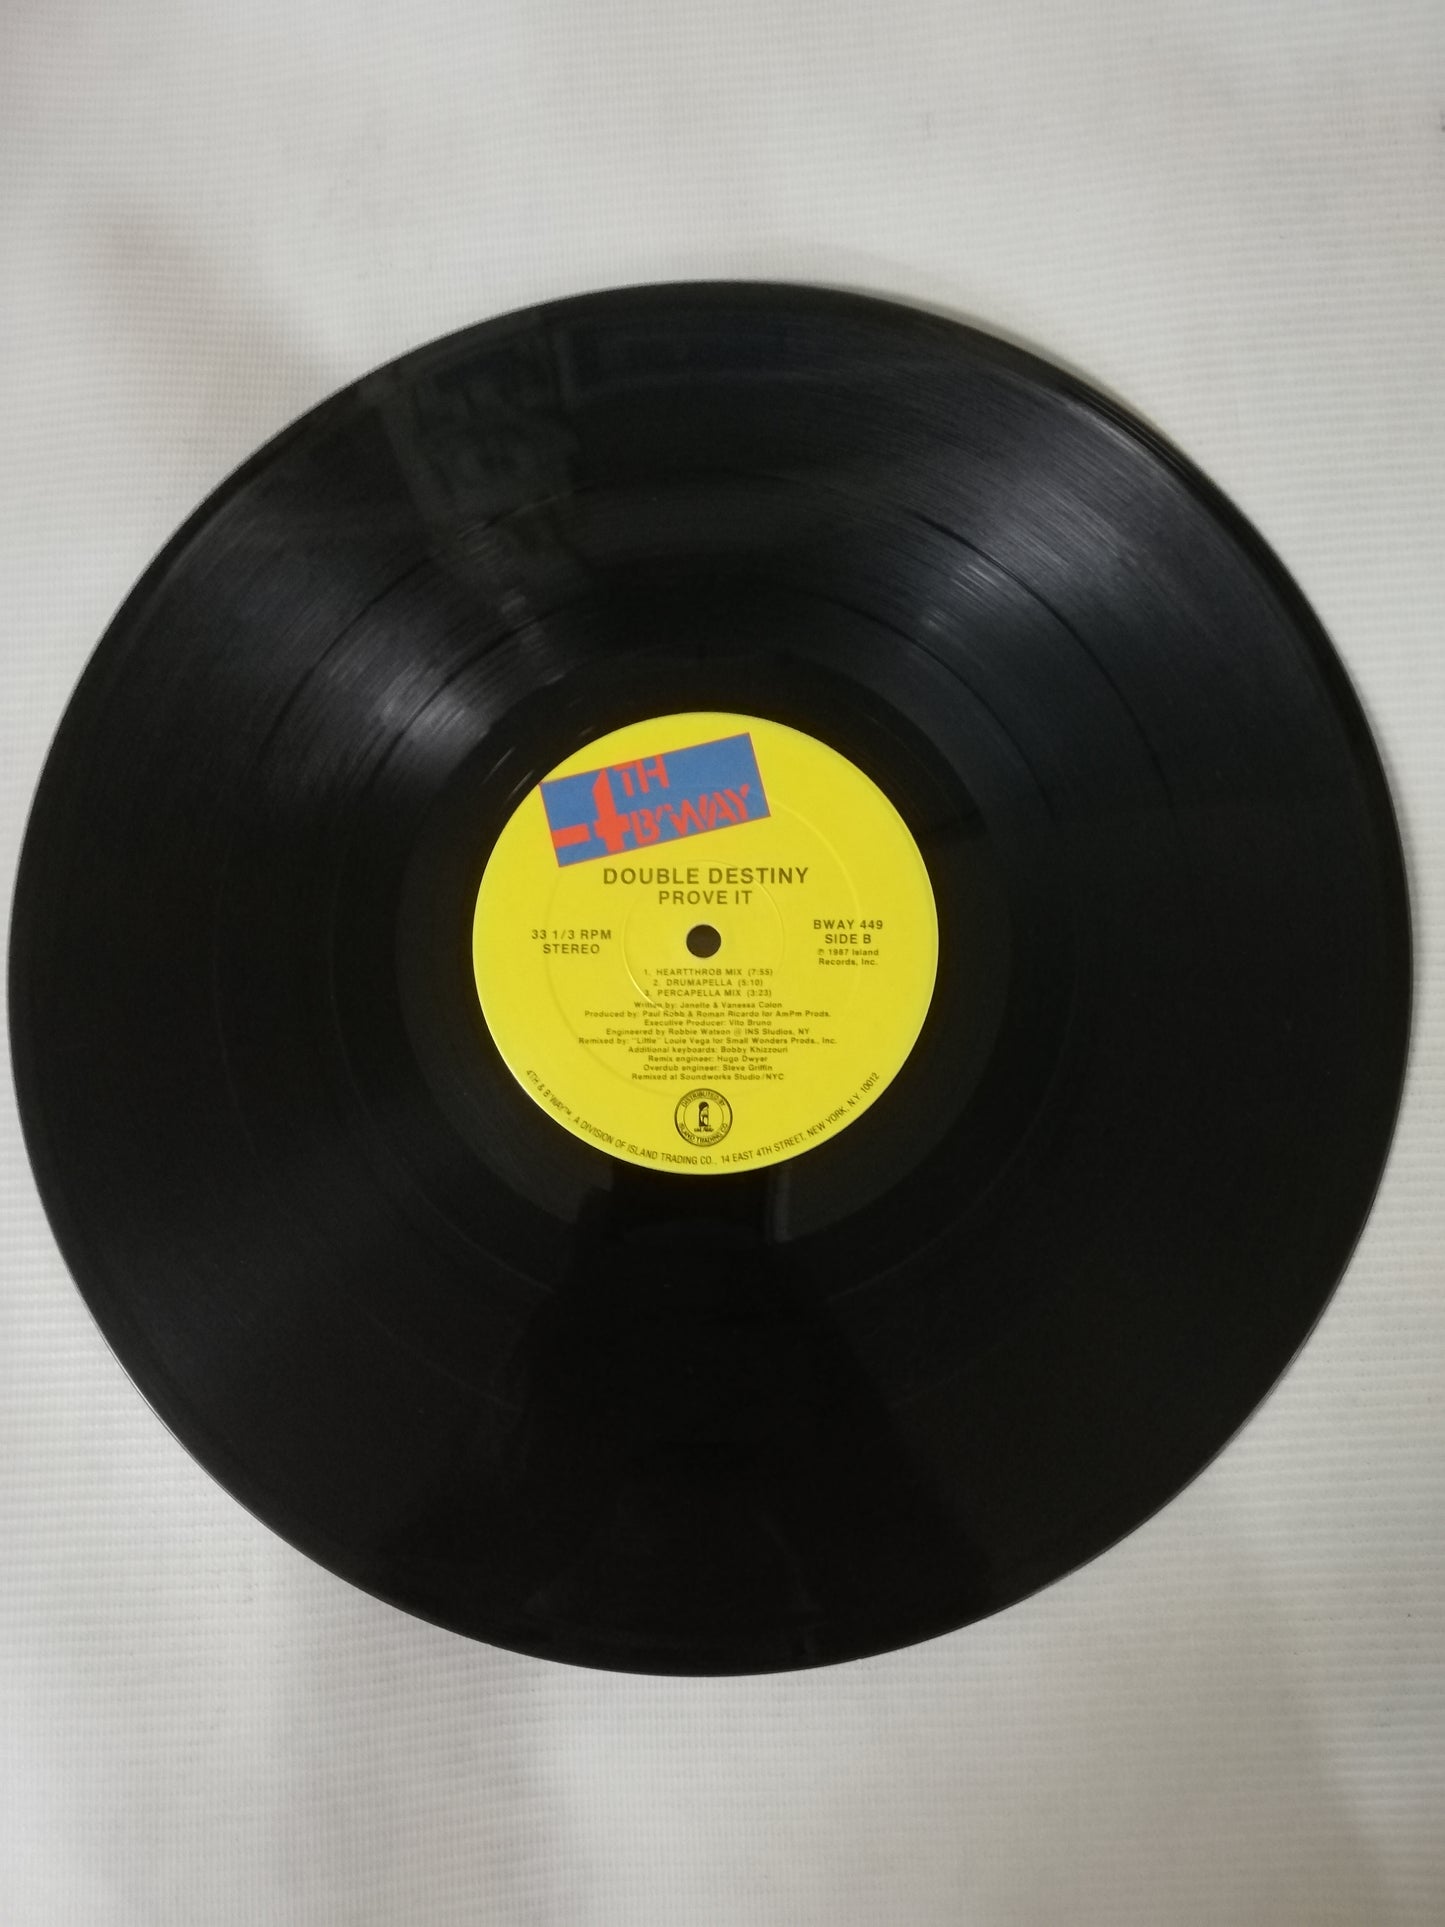 4TH
B'WAY
DOUBLE DESTINY
PROVE IT
33 1/3 RPM
STEREO
BWAY 449
SIDE B
℗ 1987 Island
Records, Inc.
1. HEARTTHROB MIX (7:55)
2. DRUMAPELLA (5:10)
3. PERCAPELLA MIX (3:23)
Written by: Janelle & Vanessa Colon
Produced by: Paul Robb & Roman Ricardo for AmPm Prods.
Executive Producer: Vito Bruno
Engineered by Robbie Watson @ INS Studios, NY
Remixed by: "Little" Louie Vega for Small Wonders Prods., Inc.
Additional keyboards: Bobby Khizzouri
Remix engineer: Hugo Dwyer
Overdub engineer: Steve Griffin
Remixed at Soundworks Studio/NYC
DISTRIBUTED BY
ISLAND TRADING CO.
4TH & B'WAY™, A DIVISION OF ISLAND TRADING CO., 14 EAST 4TH STREET, NEW YORK, N.Y. 10012